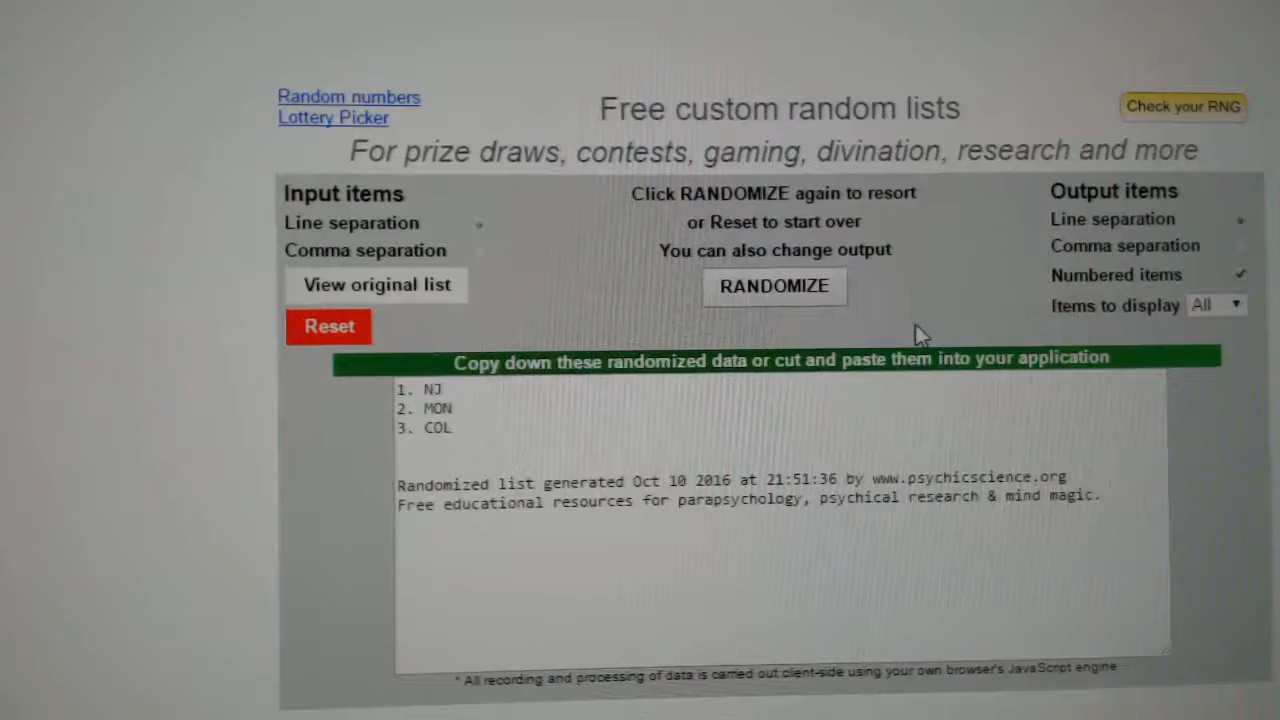 Random numbers
Lottery Picker
Free custom random lists
Check your RNG
For prize draws, contests, gaming, divination, research and more
Input items
Line separation
Comma separation
View original list
Reset
Click RANDOMIZE again to resort
or Reset to start over
You can also change output
RANDOMIZE
Output items
Line separation
Comma separation
Numbered items
Items to display All
Copy down these randomized data or cut and paste them into your application
1. NJ
2. MON
3. COL
Randomized list generated Oct 10 2016 at 21:51:36 by www.psychicscience.org
Free educational resources for parapsychology, psychical research & mind magic.
* All recording and processing of data is carried out client-side using your own browser's JavaScript engine